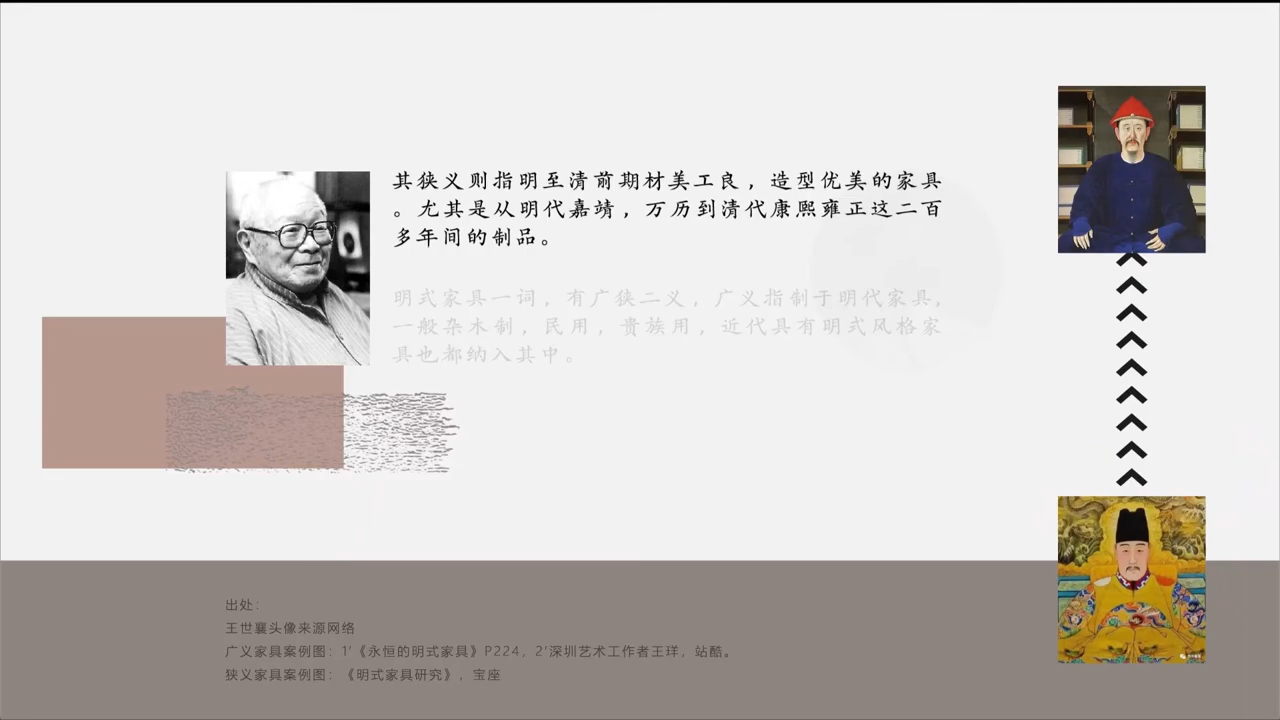 其狭义则指明至清前期材美工良，造型优美的家具
。尤其是从明代嘉靖，万历到清代康熙雍正这二百
多年间的制品。
明式家具一词，有广狭二义，广义指制于明代家具，
一般杂木制，民用，贵族用，近代具有明式风格家
具也都纳入其中。
出处：
王世襄头像来源网络
广义家具案例图：1'《永恒的明式家具》P224，2'深圳艺术工作者王珜，站酷。
狭义家具案例图：《明式家具研究》，宝座